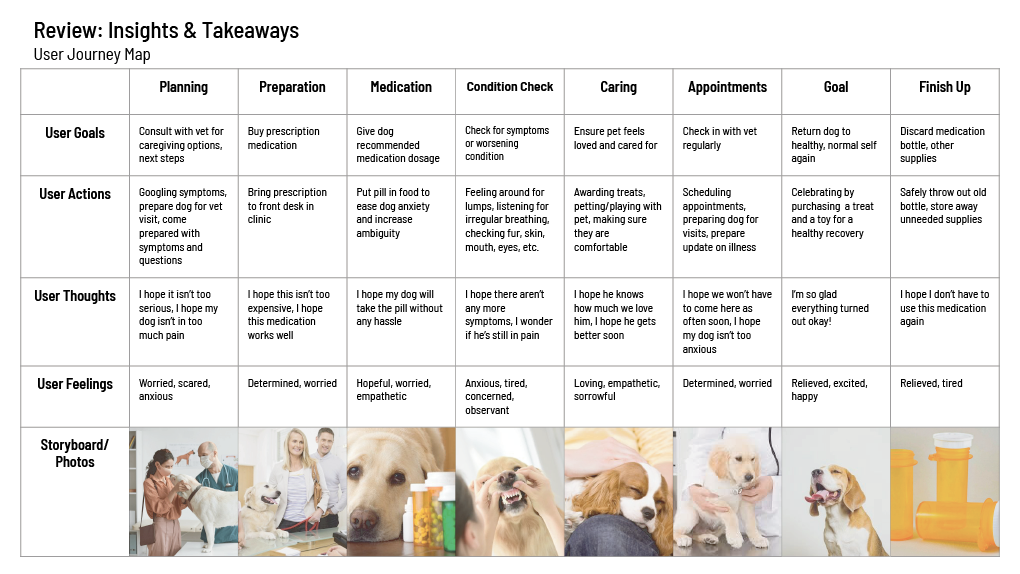 Review: Insights & Takeaways
User Journey Map
Planning
Preparation
Medication
Condition Check
Caring
Appointments
Goal
Finish Up
User Goals
Consult with vet for
caregiving options,
next steps
Buy prescription
medication
Give dog
recommended
medication dosage
Check for symptoms
or worsening
condition
Ensure pet feels
loved and cared for
Check in with vet
regularly
Return dog to
healthy, normal self
again
Discard medication
bottle, other
supplies
User Actions
Googling symptoms,
prepare dog for vet
visit, come
prepared with
symptoms and
questions
Bring prescription
to front desk in
clinic
Put pill in food to
ease dog anxiety
and increase
ambiguity
Feeling around for
lumps, listening for
irregular breathing,
checking fur, skin,
mouth, eyes, etc.
Awarding treats,
petting/playing with
pet, making sure
they are
comfortable
Scheduling
appointments,
preparing dog for
visits, prepare
update on illness
Celebrating by
purchasing a treat
and a toy for a
healthy recovery
Safely throw out old
bottle, store away
unneeded supplies
User Thoughts
I hope it isn't too
serious, I hope my
dog isn't in too
much pain
I hope this isn't too
expensive, I hope
this medication
works well
I hope my dog will
take the pill without
any hassle
I hope there aren't
any more
symptoms, I wonder
if he's still in pain
I hope he knows
how much we love
him, I hope he gets
better soon
I hope we won't have
to come here as
often soon, I hope
my dog isn't too
anxious
I'm so glad
everything turned
out okay!
I hope I don't have to
use this medication
again
User Feelings
Worried, scared,
anxious
Determined, worried
Hopeful, worried,
empathetic
Anxious, tired,
concerned,
observant
Loving, empathetic,
sorrowful
Determined, worried
Relieved, excited,
happy
Relieved, tired
Storyboard/
Photos